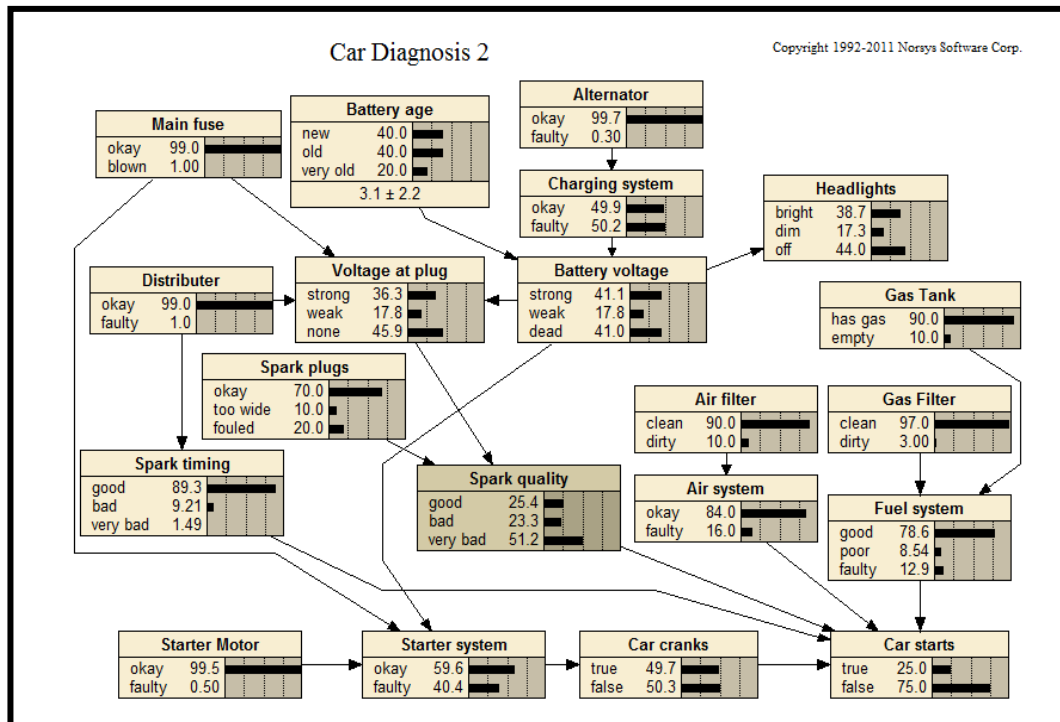 Car Diagnosis 2
Copyright 1992-2011 Norsys Software Corp.
Main fuse
okay 99.0
blown 1.00
Battery age
new 40.0
old 40.0
very old 20.0
3.1 ± 2.2
Alternator
okay 99.7
faulty 0.30
Charging system
okay 49.9
faulty 50.2
Headlights
bright 38.7
dim 17.3
off 44.0
Distributer
okay 99.0
faulty 1.0
Voltage at plug
strong 36.3
weak 17.8
none 45.9
Battery voltage
strong 41.1
weak 17.8
dead 41.0
Gas Tank
has gas 90.0
empty 10.0
Spark plugs
okay 70.0
too wide 10.0
fouled 20.0
Air filter
clean 90.0
dirty 10.0
Gas Filter
clean 97.0
dirty 3.00
Spark timing
good 89.3
bad 9.21
very bad 1.49
Spark quality
good 25.4
bad 23.3
very bad 51.2
Air system
okay 84.0
faulty 16.0
Fuel system
good 78.6
poor 8.54
faulty 12.9
Starter Motor
okay 99.5
faulty 0.50
Starter system
okay 59.6
faulty 40.4
Car cranks
true 49.7
false 50.3
Car starts
true 25.0
false 75.0